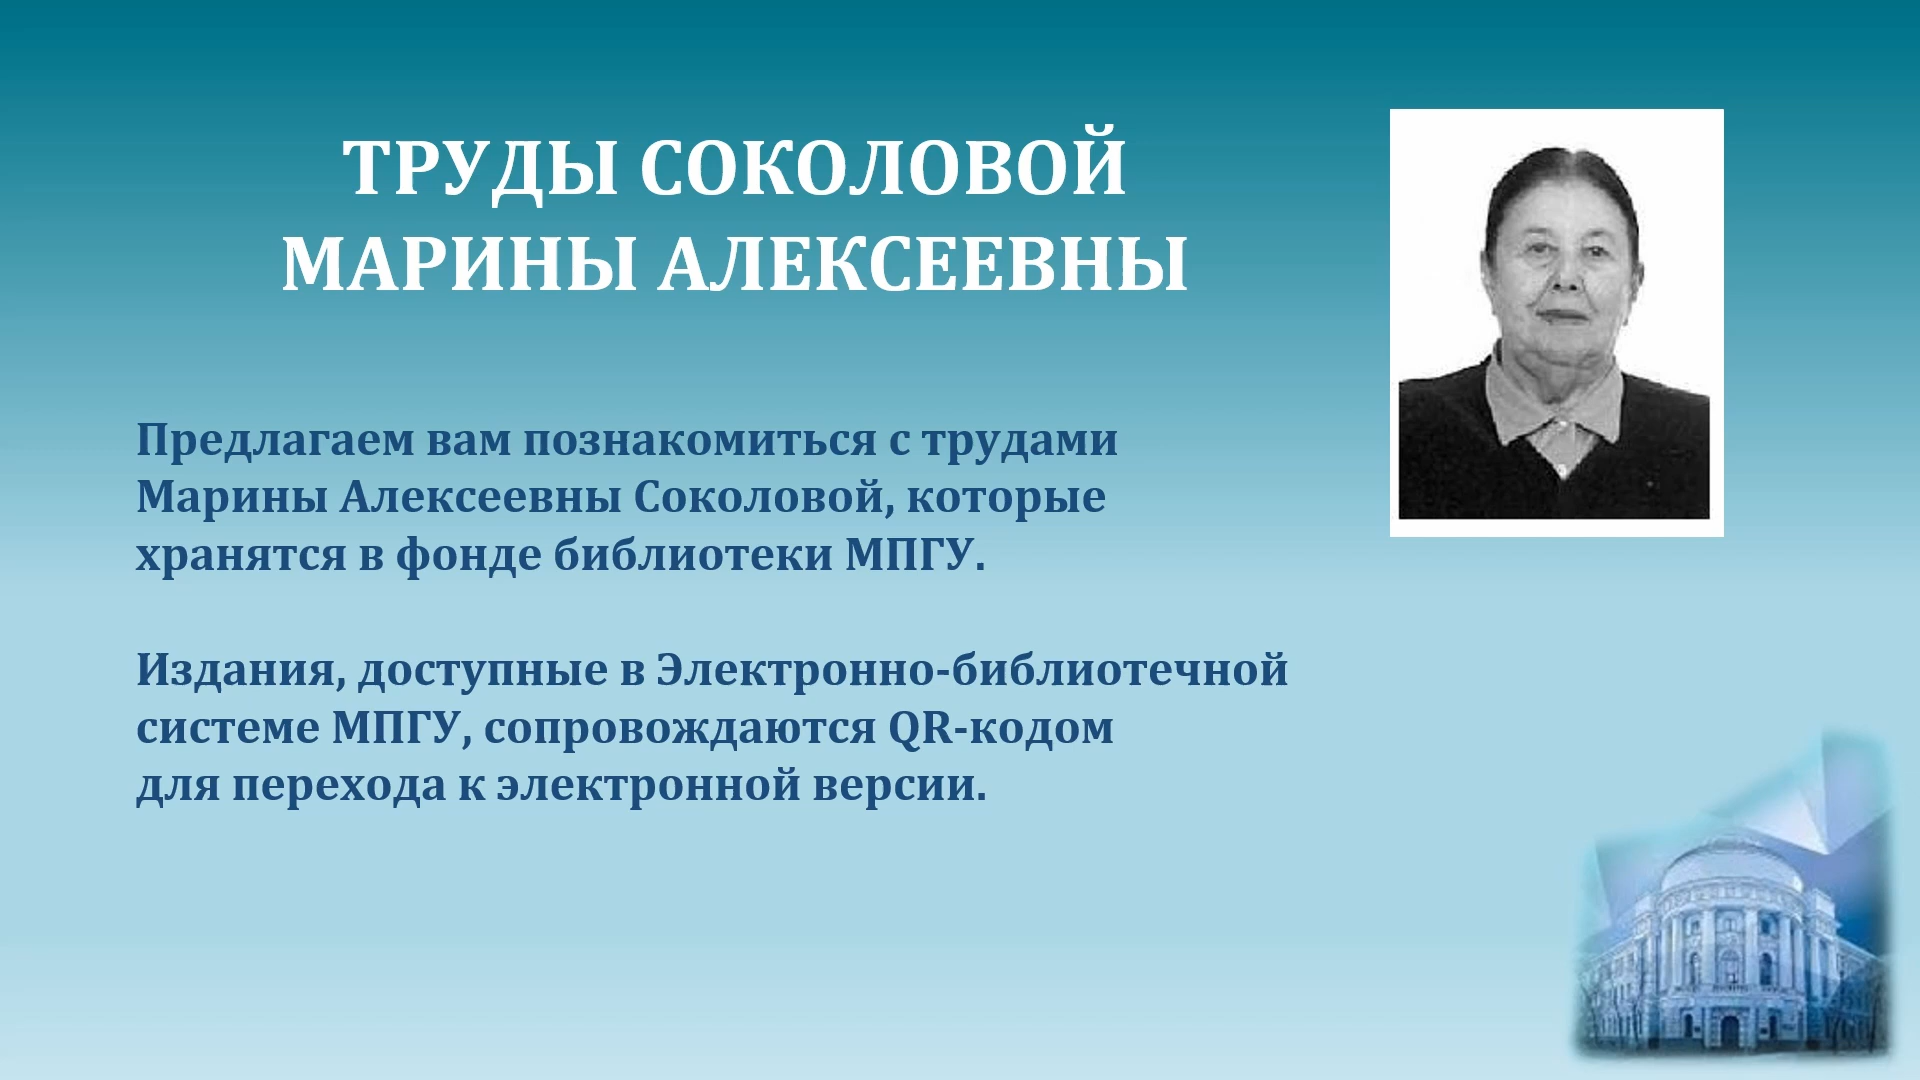 ТРУДЫ СОКОЛОВОЙ
МАРИНЫ АЛЕКСЕЕВНЫ
Предлагаем вам познакомиться с трудами
Марины Алексеевны Соколовой, которые
хранятся в фонде библиотеки МПГУ.
Издания, доступные в Электронно-библиотечной
системе МПГУ, сопровождаются QR-кодом
для перехода к электронной версии.